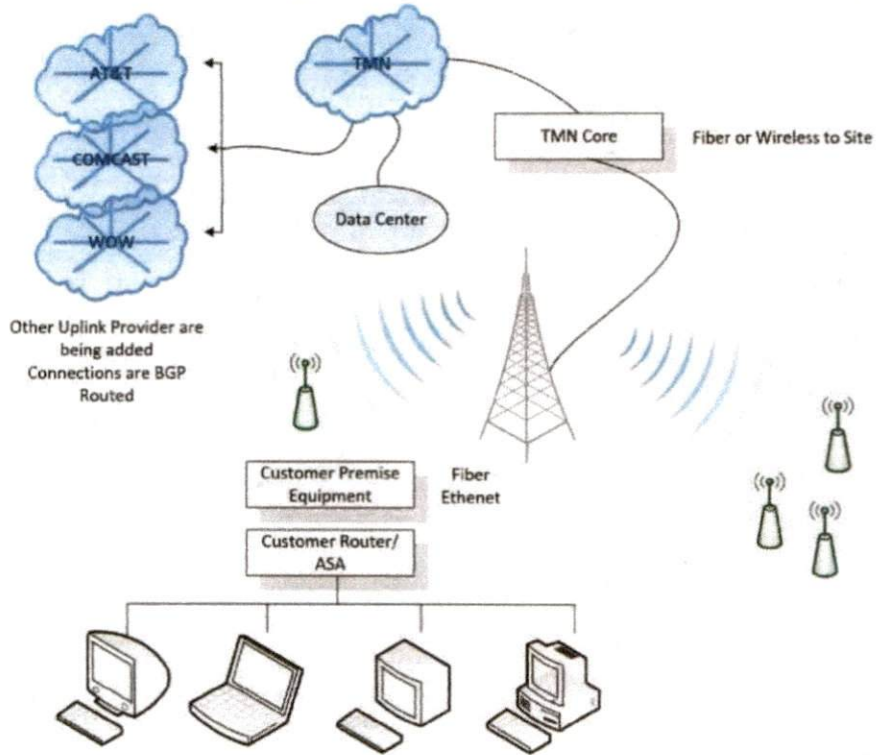 AT&T
TMN
COMCAST
WOW
TMN Core
Fiber or Wireless to Site
Data Center
Other Uplink Provider are
being added
Connections are BGP
Routed
Customer Premise
Equipment
Fiber
Ethenet
Customer Router/
ASA